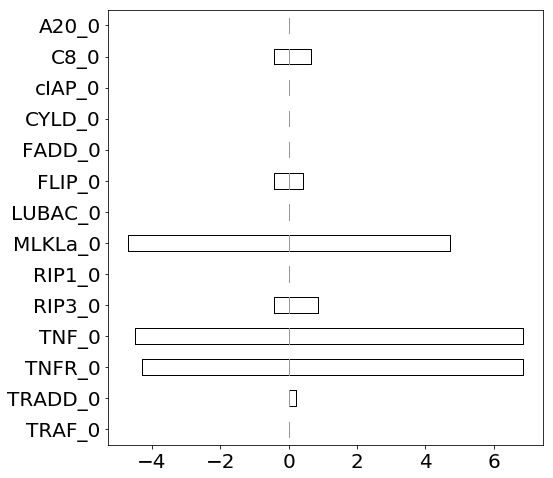 A20_0
C8_0
cIAP_0
CYLD_0
FADD_0
FLIP_0
LUBAC_0
MLKLa_0
RIP1_0
RIP3_0
TNF_0
TNFR_0
TRADD_0
TRAF_0
−4 −2 0 2 4 6